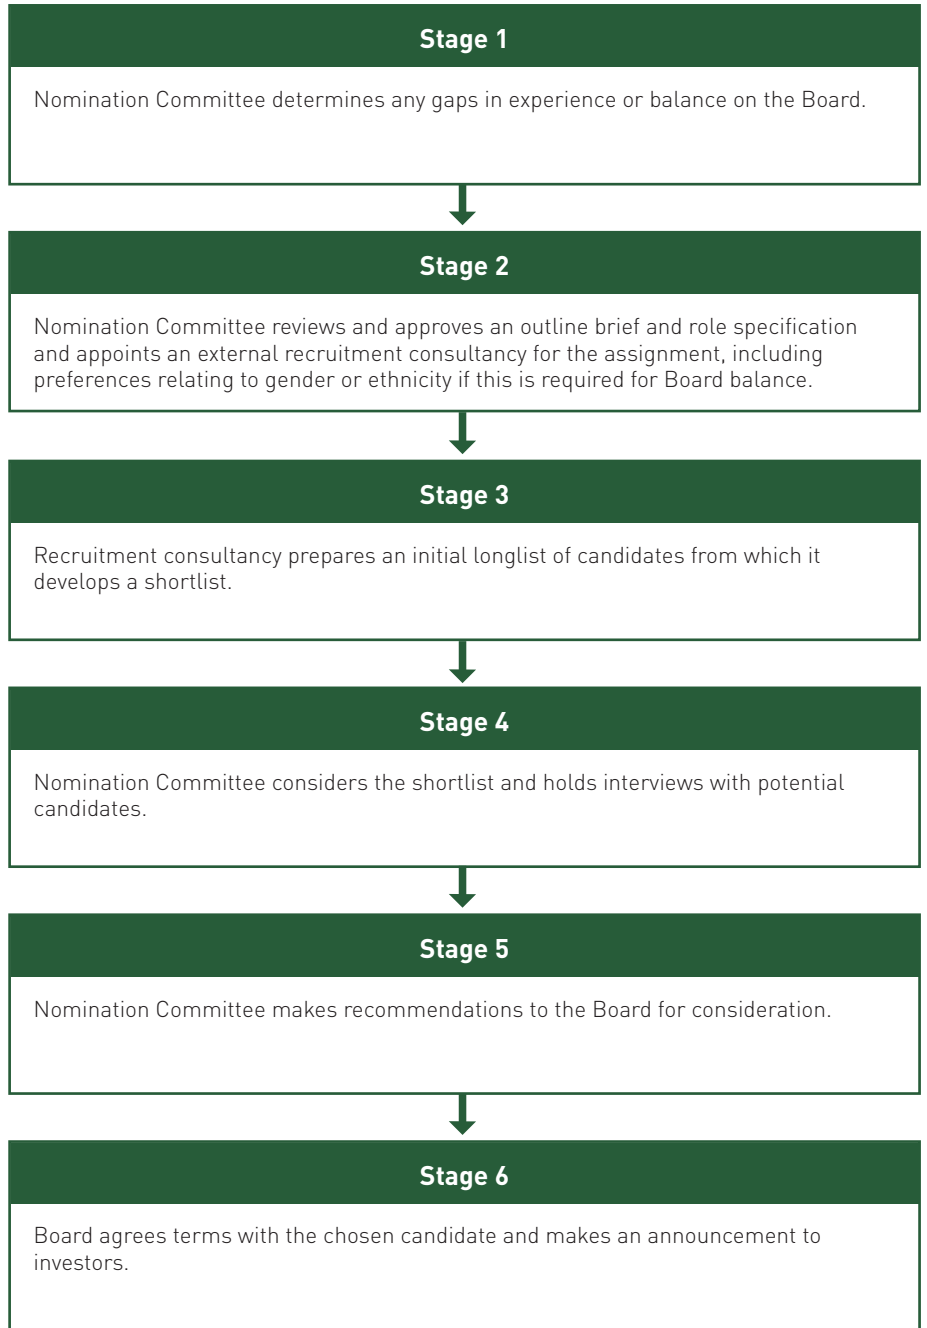 Stage 1
Nomination Committee determines any gaps in experience or balance on the Board.
Stage 2
Nomination Committee reviews and approves an outline brief and role specification
and appoints an external recruitment consultancy for the assignment, including
preferences relating to gender or ethnicity if this is required for Board balance.
Stage 3
Recruitment consultancy prepares an initial longlist of candidates from which it
develops a shortlist.
Stage 4
Nomination Committee considers the shortlist and holds interviews with potential
candidates.
Stage 5
Nomination Committee makes recommendations to the Board for consideration.
Stage 6
Board agrees terms with the chosen candidate and makes an announcement to
investors.